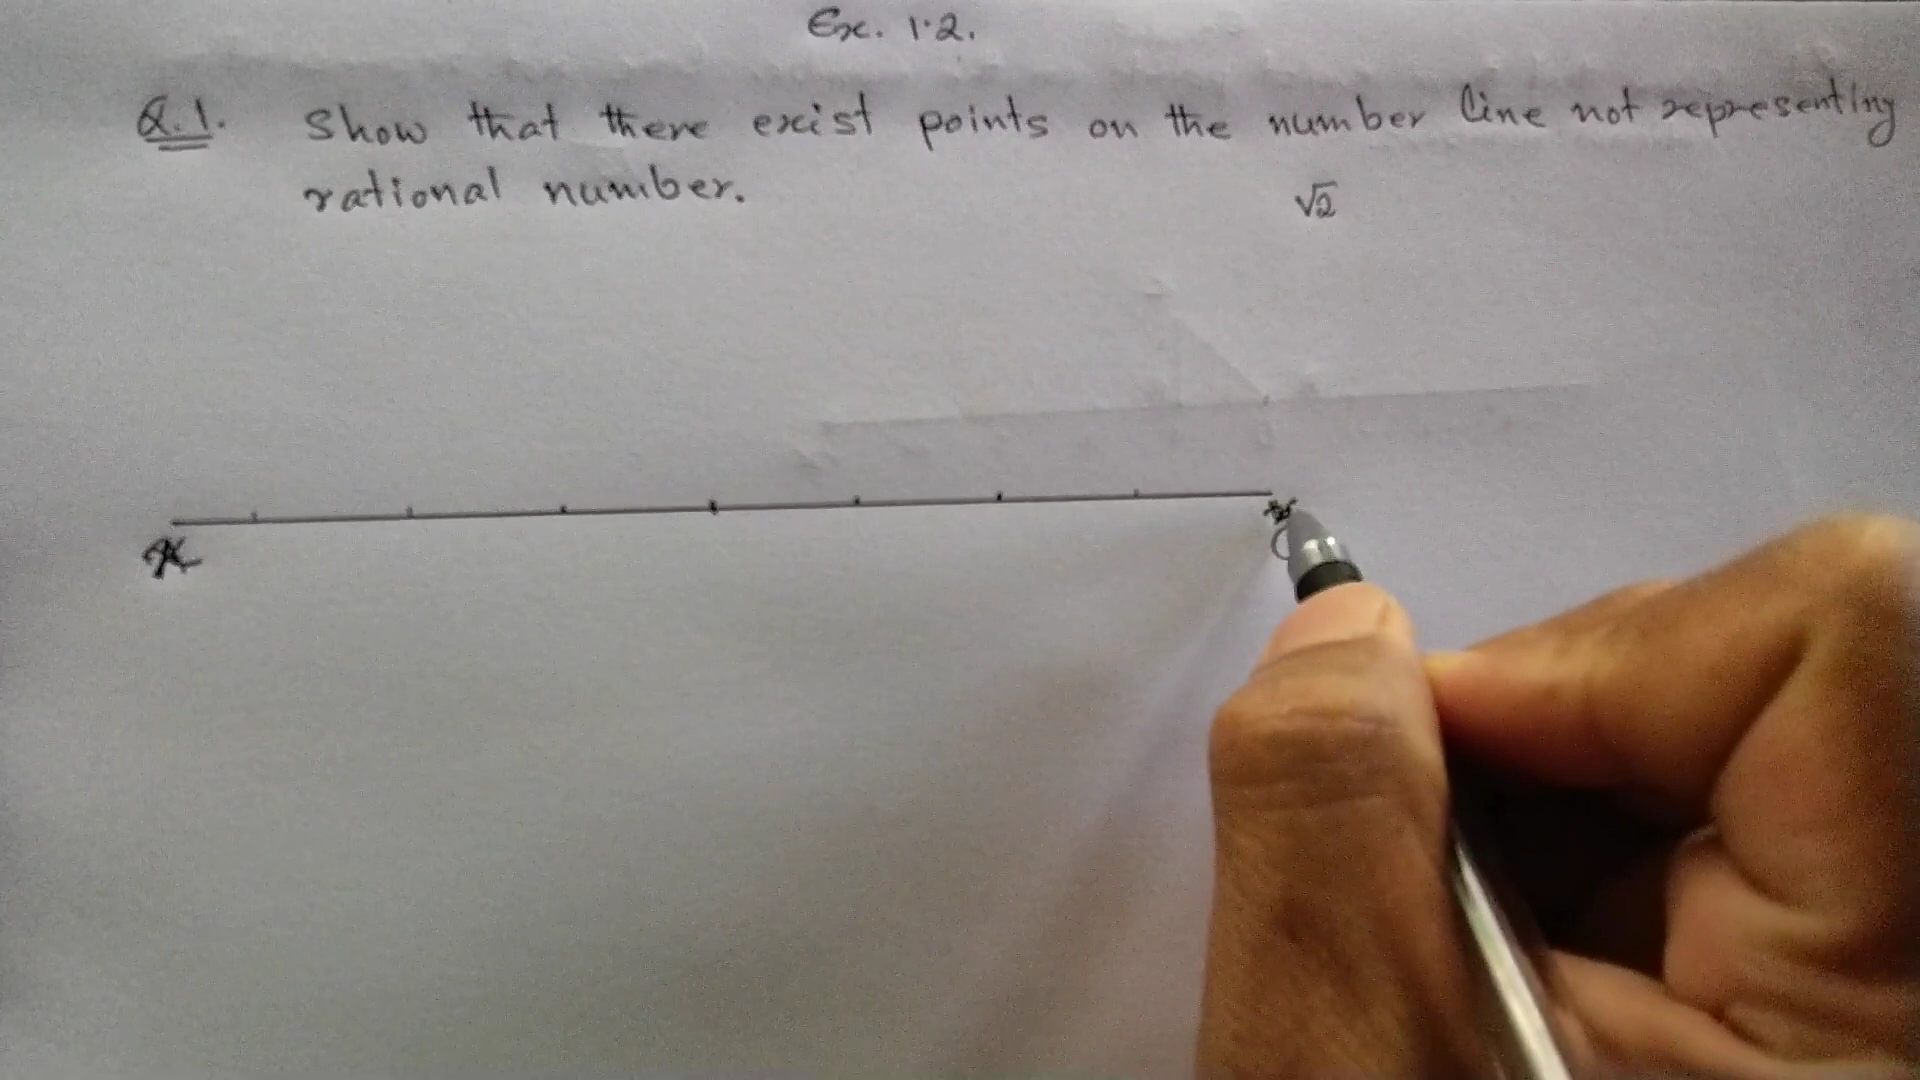 Ex. 1.2.
Q.1. Show that there exist points on the number line not representing
rational number.
√2
x